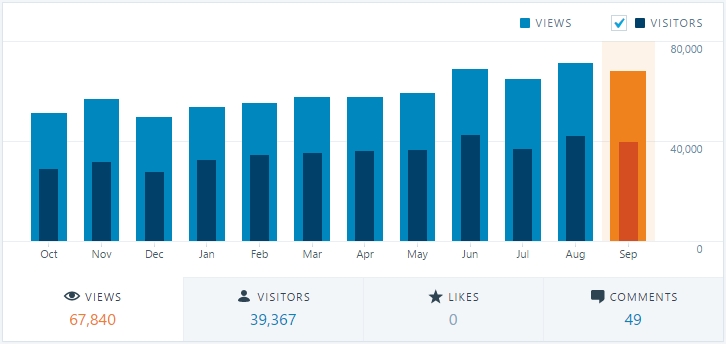 VIEWS VISITORS
80,000
40,000
0
Oct Nov Dec Jan Feb Mar Apr May Jun Jul Aug Sep
VIEWS VISITORS LIKES COMMENTS
67,840 39,367 0 49